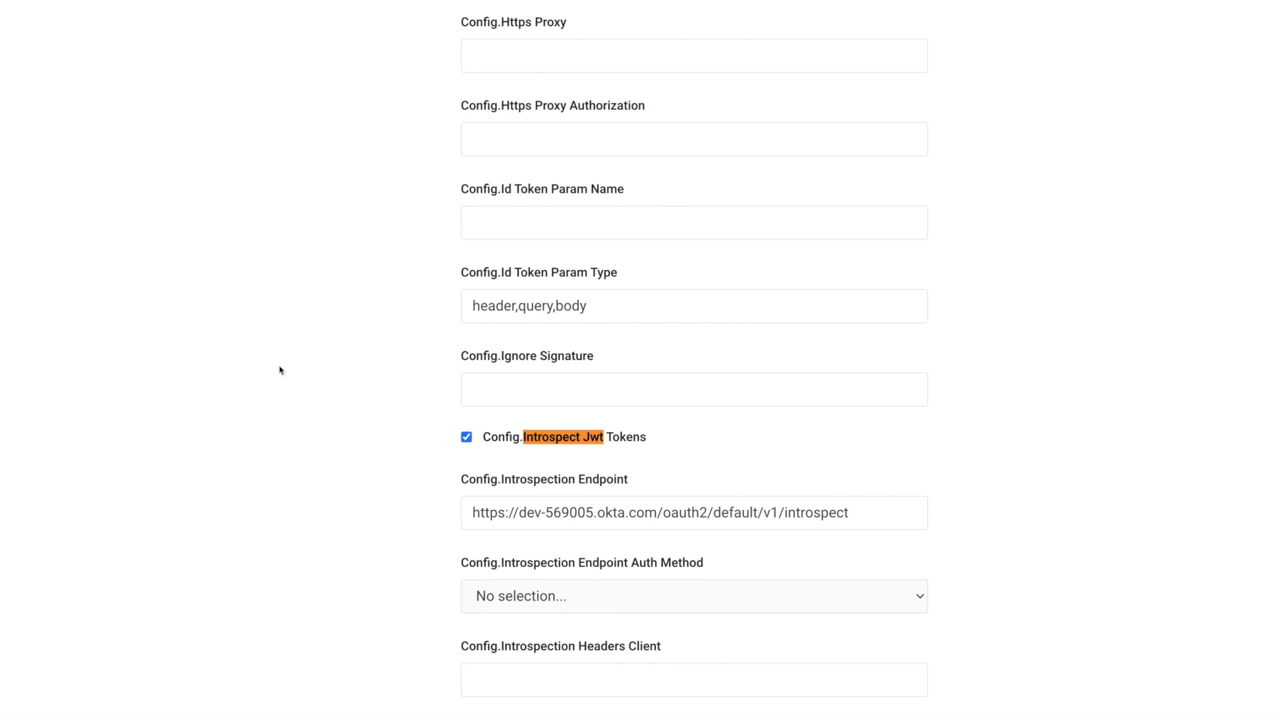 Config.Https Proxy
Config.Https Proxy Authorization
Config.Id Token Param Name
Config.Id Token Param Type
header,query,body
Config.Ignore Signature
Config.Introspect Jwt Tokens
Config.Introspection Endpoint
https://dev-569005.okta.com/oauth2/default/v1/introspect
Config.Introspection Endpoint Auth Method
No selection...
Config.Introspection Headers Client